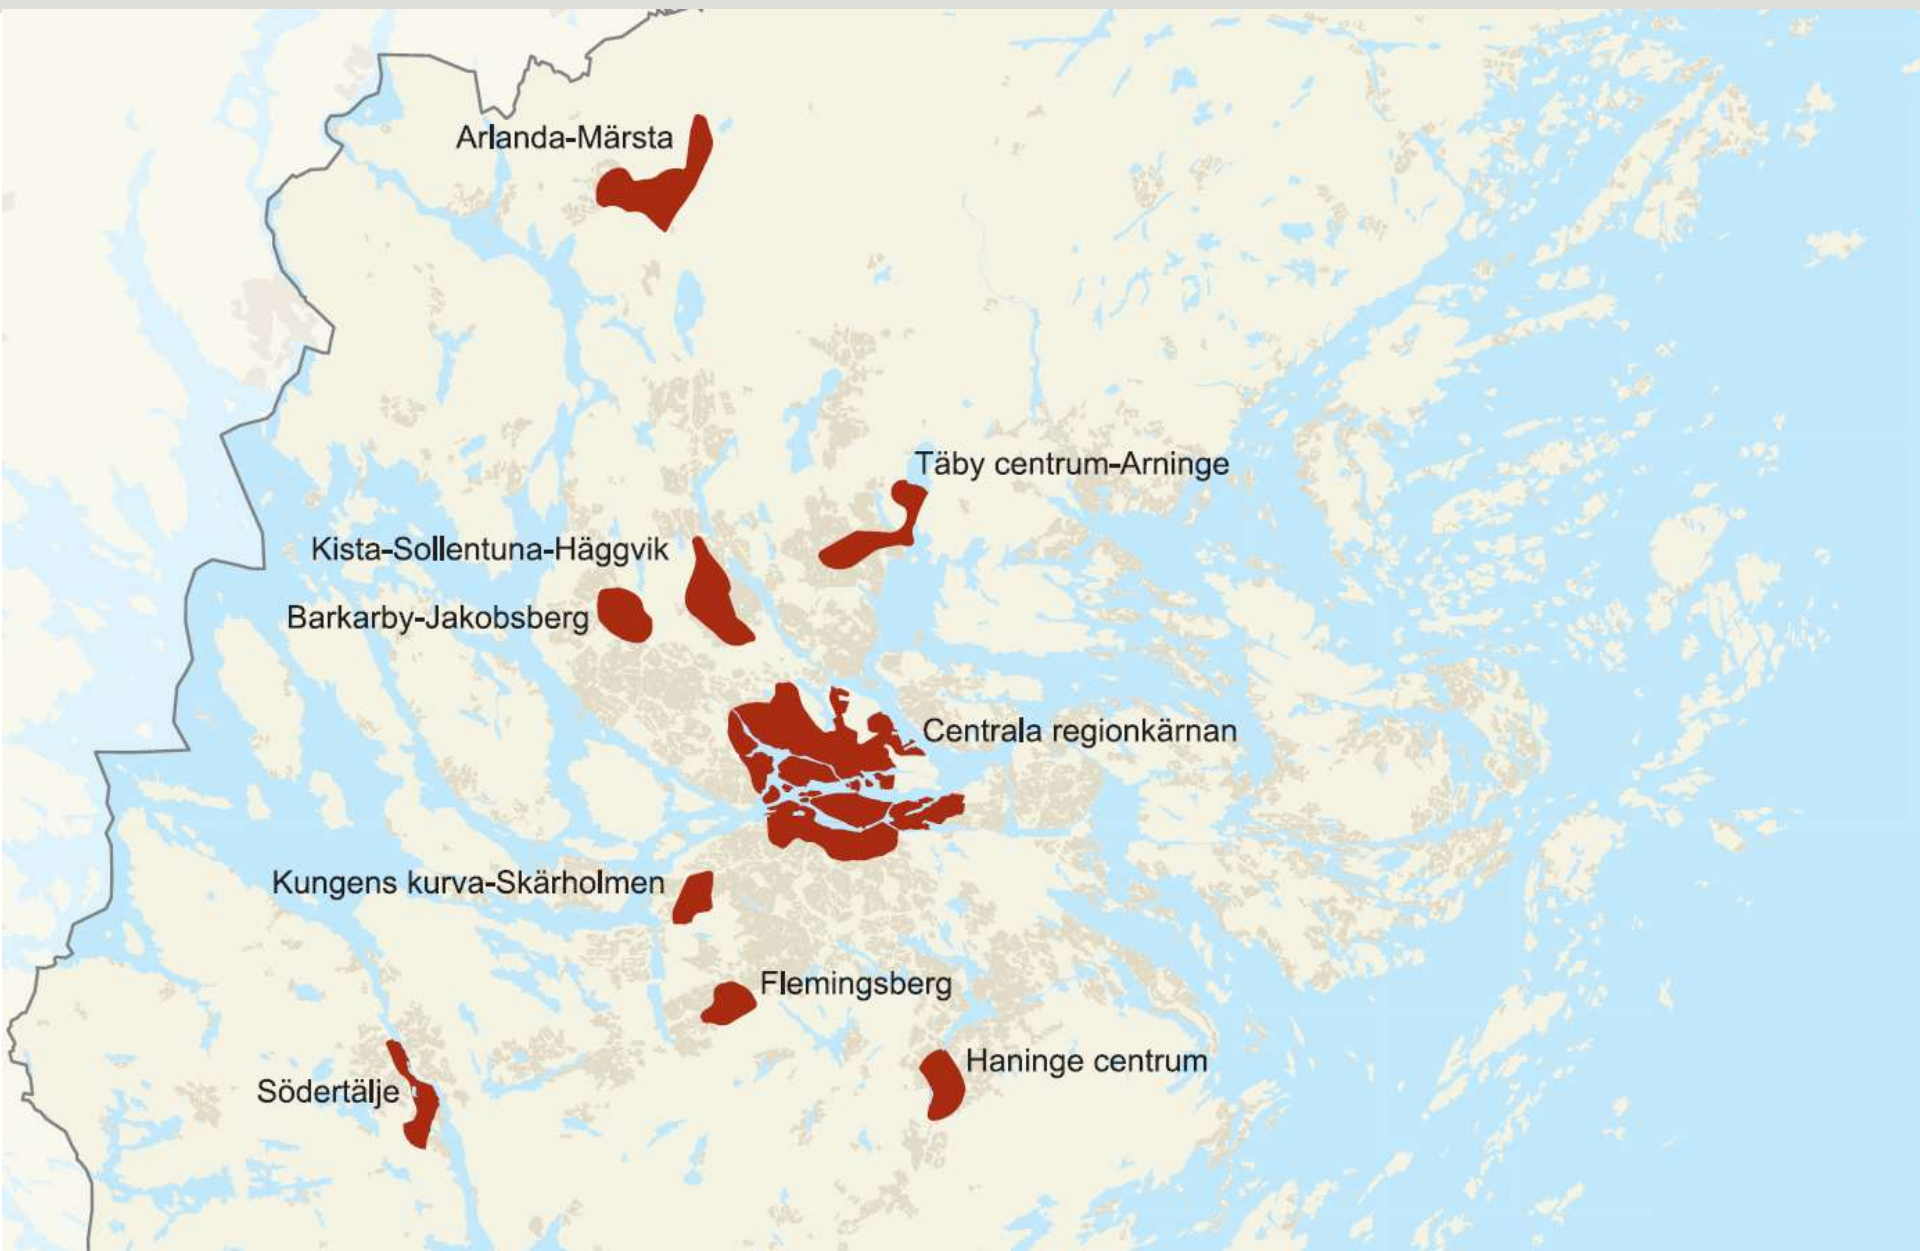 Arlanda-Märsta
Täby centrum-Arninge
Kista-Sollentuna-Häggvik
Barkarby-Jakobsberg
Centrala regionkärnan
Kungens kurva-Skärholmen
Flemingsberg
Haninge centrum
Södertälje